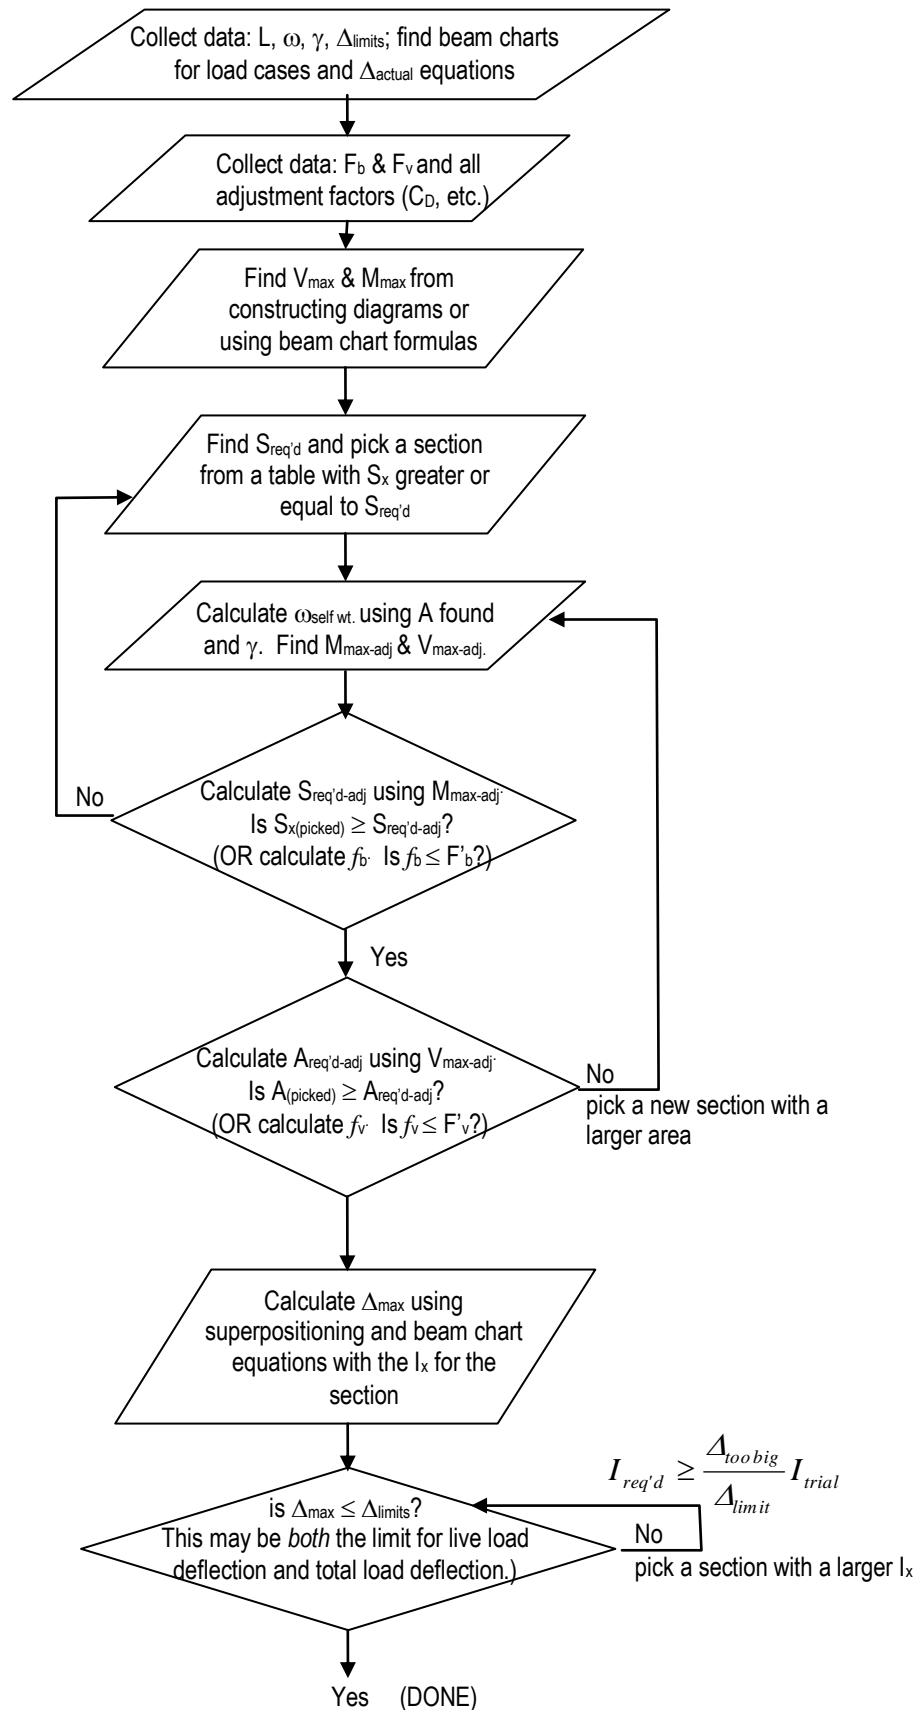 Collect data: L, ω, γ, Δlimits; find beam charts
for load cases and Δactual equations
Collect data: Fb & Fv and all
adjustment factors (CD, etc.)
Find Vmax & Mmax from
constructing diagrams or
using beam chart formulas
Find Sreq'd and pick a section
from a table with Sx greater or
equal to Sreq'd
Calculate ωself wt. using A found
and γ. Find Mmax-adj & Vmax-adj.
No
Calculate Sreq'd-adj using Mmax-adj.
Is Sx(picked) ≥ Sreq'd-adj?
(OR calculate fb. Is fb ≤ F'b?)
Yes
Calculate Areq'd-adj using Vmax-adj.
Is A(picked) ≥ Areq'd-adj?
(OR calculate fv. Is fv ≤ F'v?)
No
pick a new section with a
larger area
Calculate Δmax using
superpositioning and beam chart
equations with the Ix for the
section
Ireq'd ≥ Δtoo big / Δlimit Itrial
is Δmax ≤ Δlimits?
This may be both the limit for live load
deflection and total load deflection.)
No
pick a section with a larger Ix
Yes (DONE)